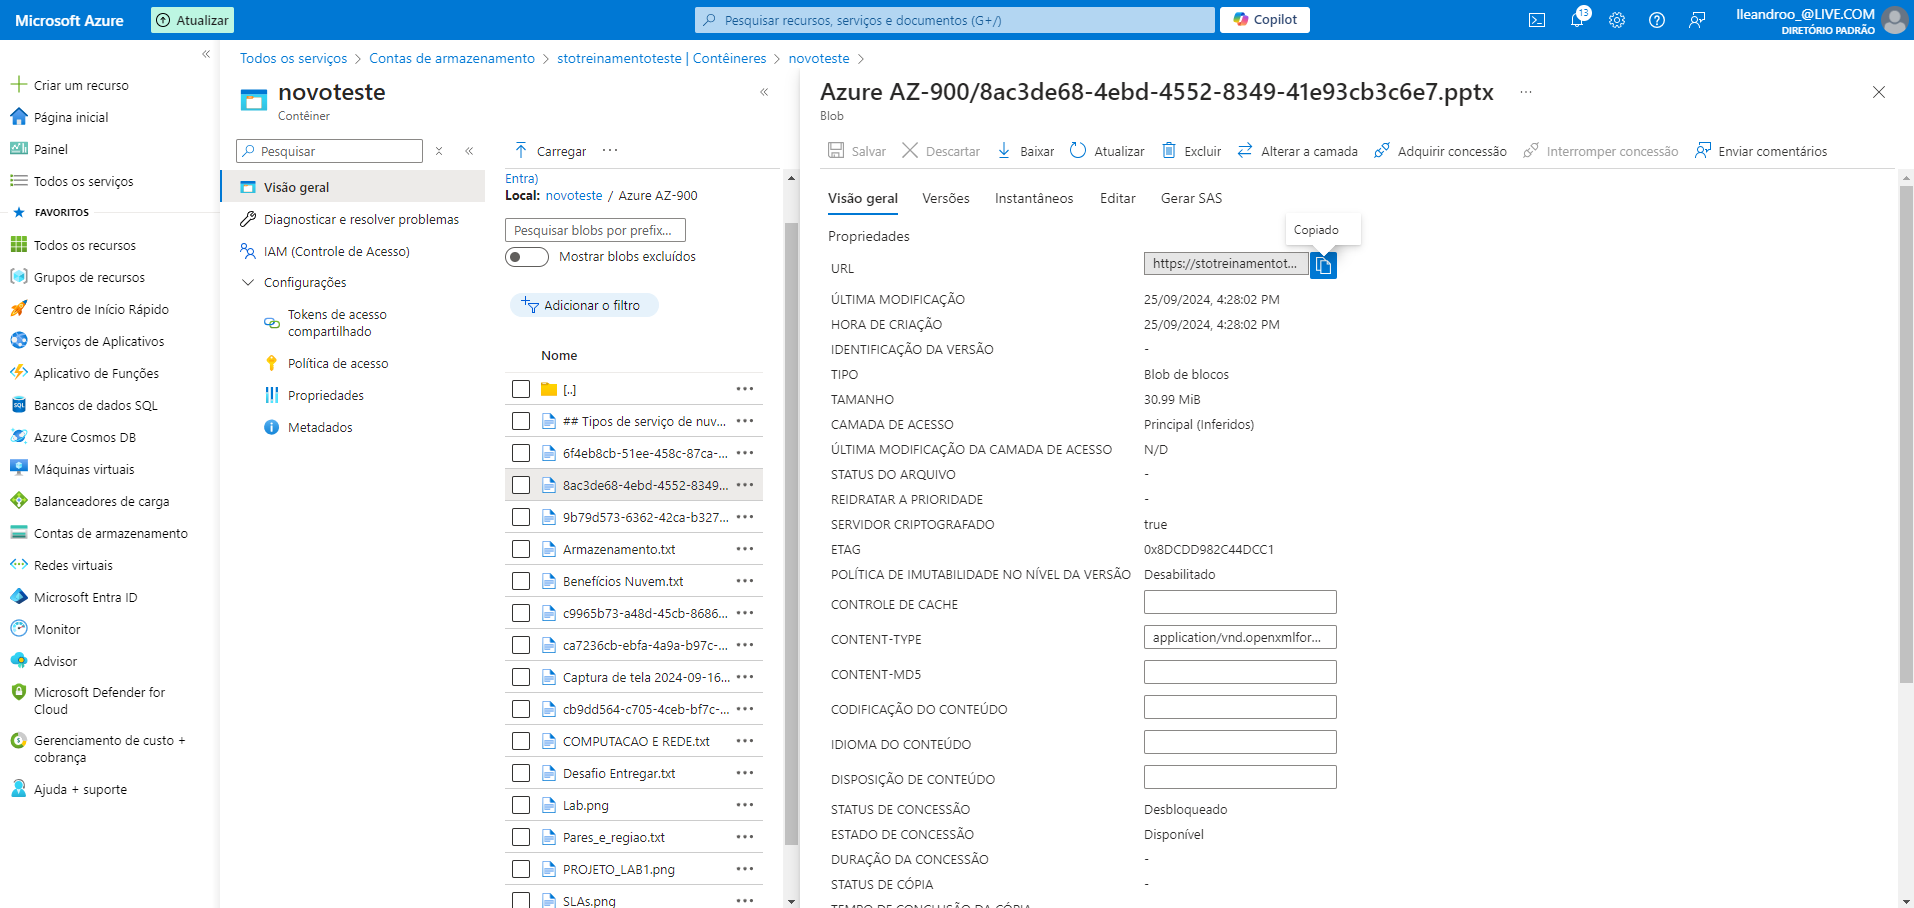 Microsoft Azure
Atualizar
Pesquisar recursos, serviços e documentos (G+/)
Copilot
13
lleandroo_@LIVE.COM
DIRETÓRIO PADRÃO
Criar um recurso
Página inicial
Painel
Todos os serviços
FAVORITOS
Todos os recursos
Grupos de recursos
Centro de Início Rápido
Serviços de Aplicativos
Aplicativo de Funções
Bancos de dados SQL
Azure Cosmos DB
Máquinas virtuais
Balanceadores de carga
Contas de armazenamento
Redes virtuais
Microsoft Entra ID
Monitor
Advisor
Microsoft Defender for
Cloud
Gerenciamento de custo +
cobrança
Ajuda + suporte
Todos os serviços > Contas de armazenamento > stotreinamentoteste | Contêineres > novoteste >
novoteste
Contêiner
Pesquisar
Visão geral
Diagnosticar e resolver problemas
IAM (Controle de Acesso)
Configurações
Tokens de acesso
compartilhado
Política de acesso
Propriedades
Metadados
Carregar ...
Entra)
Local: novoteste / Azure AZ-900
Pesquisar blobs por prefix...
Mostrar blobs excluídos
Adicionar o filtro
Nome
[..]
## Tipos de serviço de nuv...
6f4eb8cb-51ee-458c-87ca-...
8ac3de68-4ebd-4552-8349...
9b79d573-6362-42ca-b327...
Armazenamento.txt
Benefícios Nuvem.txt
c9965b73-a48d-45cb-8686...
ca7236cb-ebfa-4a9a-b97c-...
Captura de tela 2024-09-16...
cb9dd564-c705-4ceb-bf7c-...
COMPUTACAO E REDE.txt
Desafio Entregar.txt
Lab.png
Pares_e_regiao.txt
PROJETO_LAB1.png
SLAs.png
Azure AZ-900/8ac3de68-4ebd-4552-8349-41e93cb3c6e7.pptx ...
Blob
Salvar Descartar Baixar Atualizar Excluir Alterar a camada Adquirir concessão Interromper concessão Enviar comentários
Visão geral Versões Instantâneos Editar Gerar SAS
Copiado
Propriedades
URL https://stotreinamentot...
ÚLTIMA MODIFICAÇÃO 25/09/2024, 4:28:02 PM
HORA DE CRIAÇÃO 25/09/2024, 4:28:02 PM
IDENTIFICAÇÃO DA VERSÃO -
TIPO Blob de blocos
TAMANHO 30.99 MiB
CAMADA DE ACESSO Principal (Inferidos)
ÚLTIMA MODIFICAÇÃO DA CAMADA DE ACESSO N/D
STATUS DO ARQUIVO -
REIDRATAR A PRIORIDADE -
SERVIDOR CRIPTOGRAFADO true
ETAG 0x8DCDD982C44DCC1
POLÍTICA DE IMUTABILIDADE NO NÍVEL DA VERSÃO Desabilitado
CONTROLE DE CACHE
CONTENT-TYPE application/vnd.openxmlfor...
CONTENT-MD5
CODIFICAÇÃO DO CONTEÚDO
IDIOMA DO CONTEÚDO
DISPOSIÇÃO DE CONTEÚDO
STATUS DE CONCESSÃO Desbloqueado
ESTADO DE CONCESSÃO Disponível
DURAÇÃO DA CONCESSÃO -
STATUS DE CÓPIA -
TEMPO DE CONCLUSÃO DA CÓPIA